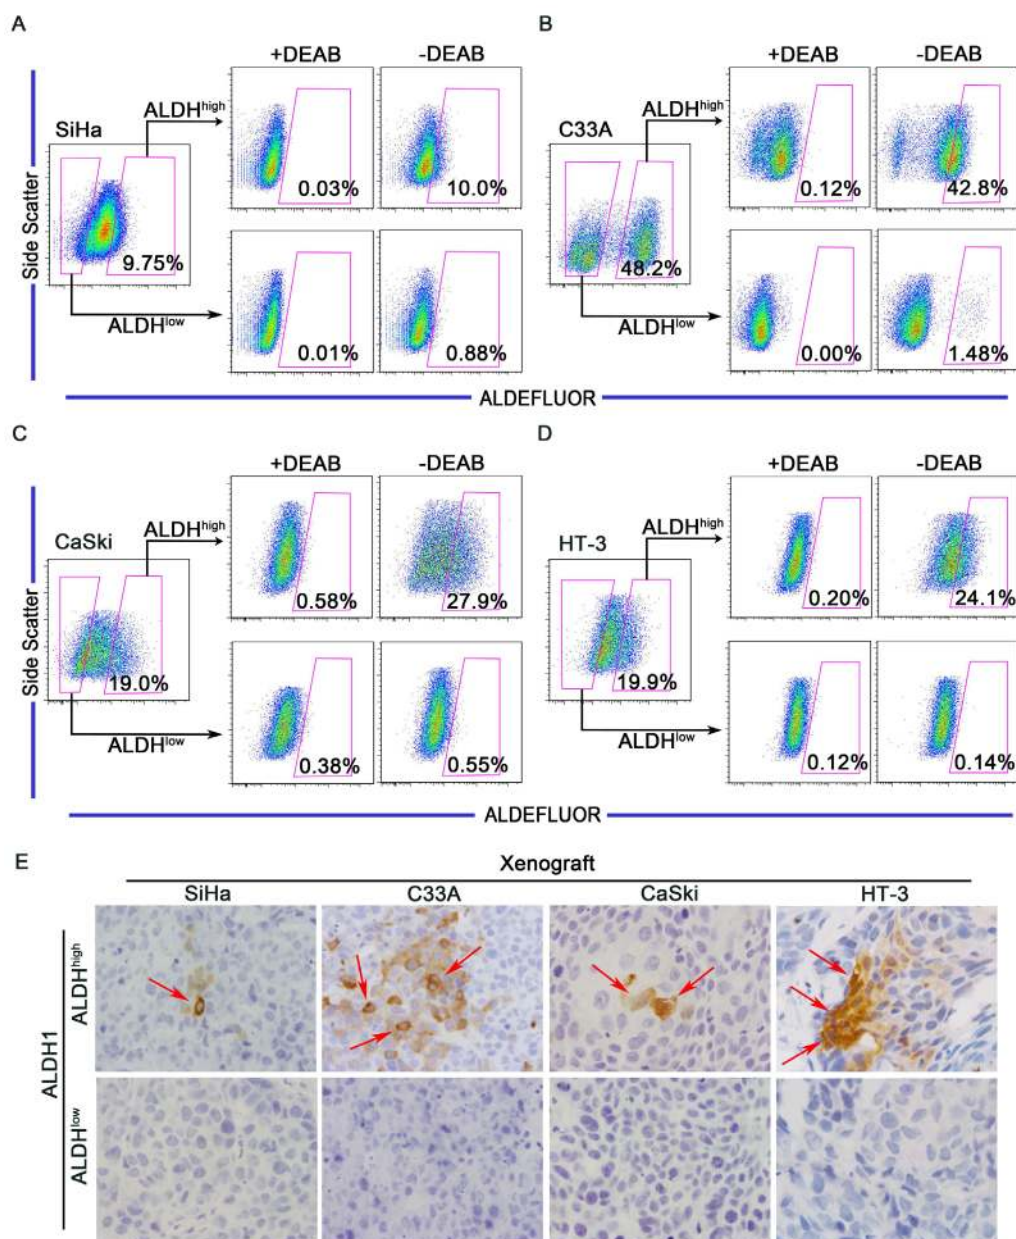 A
B
+DEAB -DEAB
+DEAB -DEAB
SiHa
ALDHhigh
0.03%
10.0%
C33A
ALDHhigh
0.12%
42.8%
Side Scatter
9.75%
48.2%
ALDHlow
0.01%
0.88%
ALDHlow
0.00%
1.48%
ALDEFLUOR
C
D
+DEAB -DEAB
+DEAB -DEAB
CaSki
ALDHhigh
0.58%
27.9%
HT-3
ALDHhigh
0.20%
24.1%
Side Scatter
19.0%
19.9%
ALDHlow
0.38%
0.55%
ALDHlow
0.12%
0.14%
ALDEFLUOR
E
Xenograft
SiHa C33A CaSki HT-3
ALDH1
ALDHhigh
ALDHlow